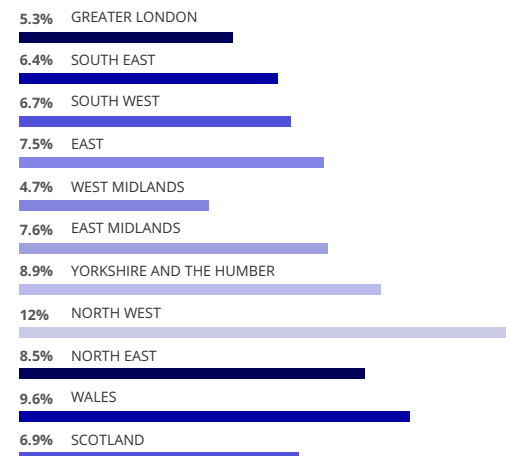 5.3% GREATER LONDON
6.4% SOUTH EAST
6.7% SOUTH WEST
7.5% EAST
4.7% WEST MIDLANDS
7.6% EAST MIDLANDS
8.9% YORKSHIRE AND THE HUMBER
12% NORTH WEST
8.5% NORTH EAST
9.6% WALES
6.9% SCOTLAND